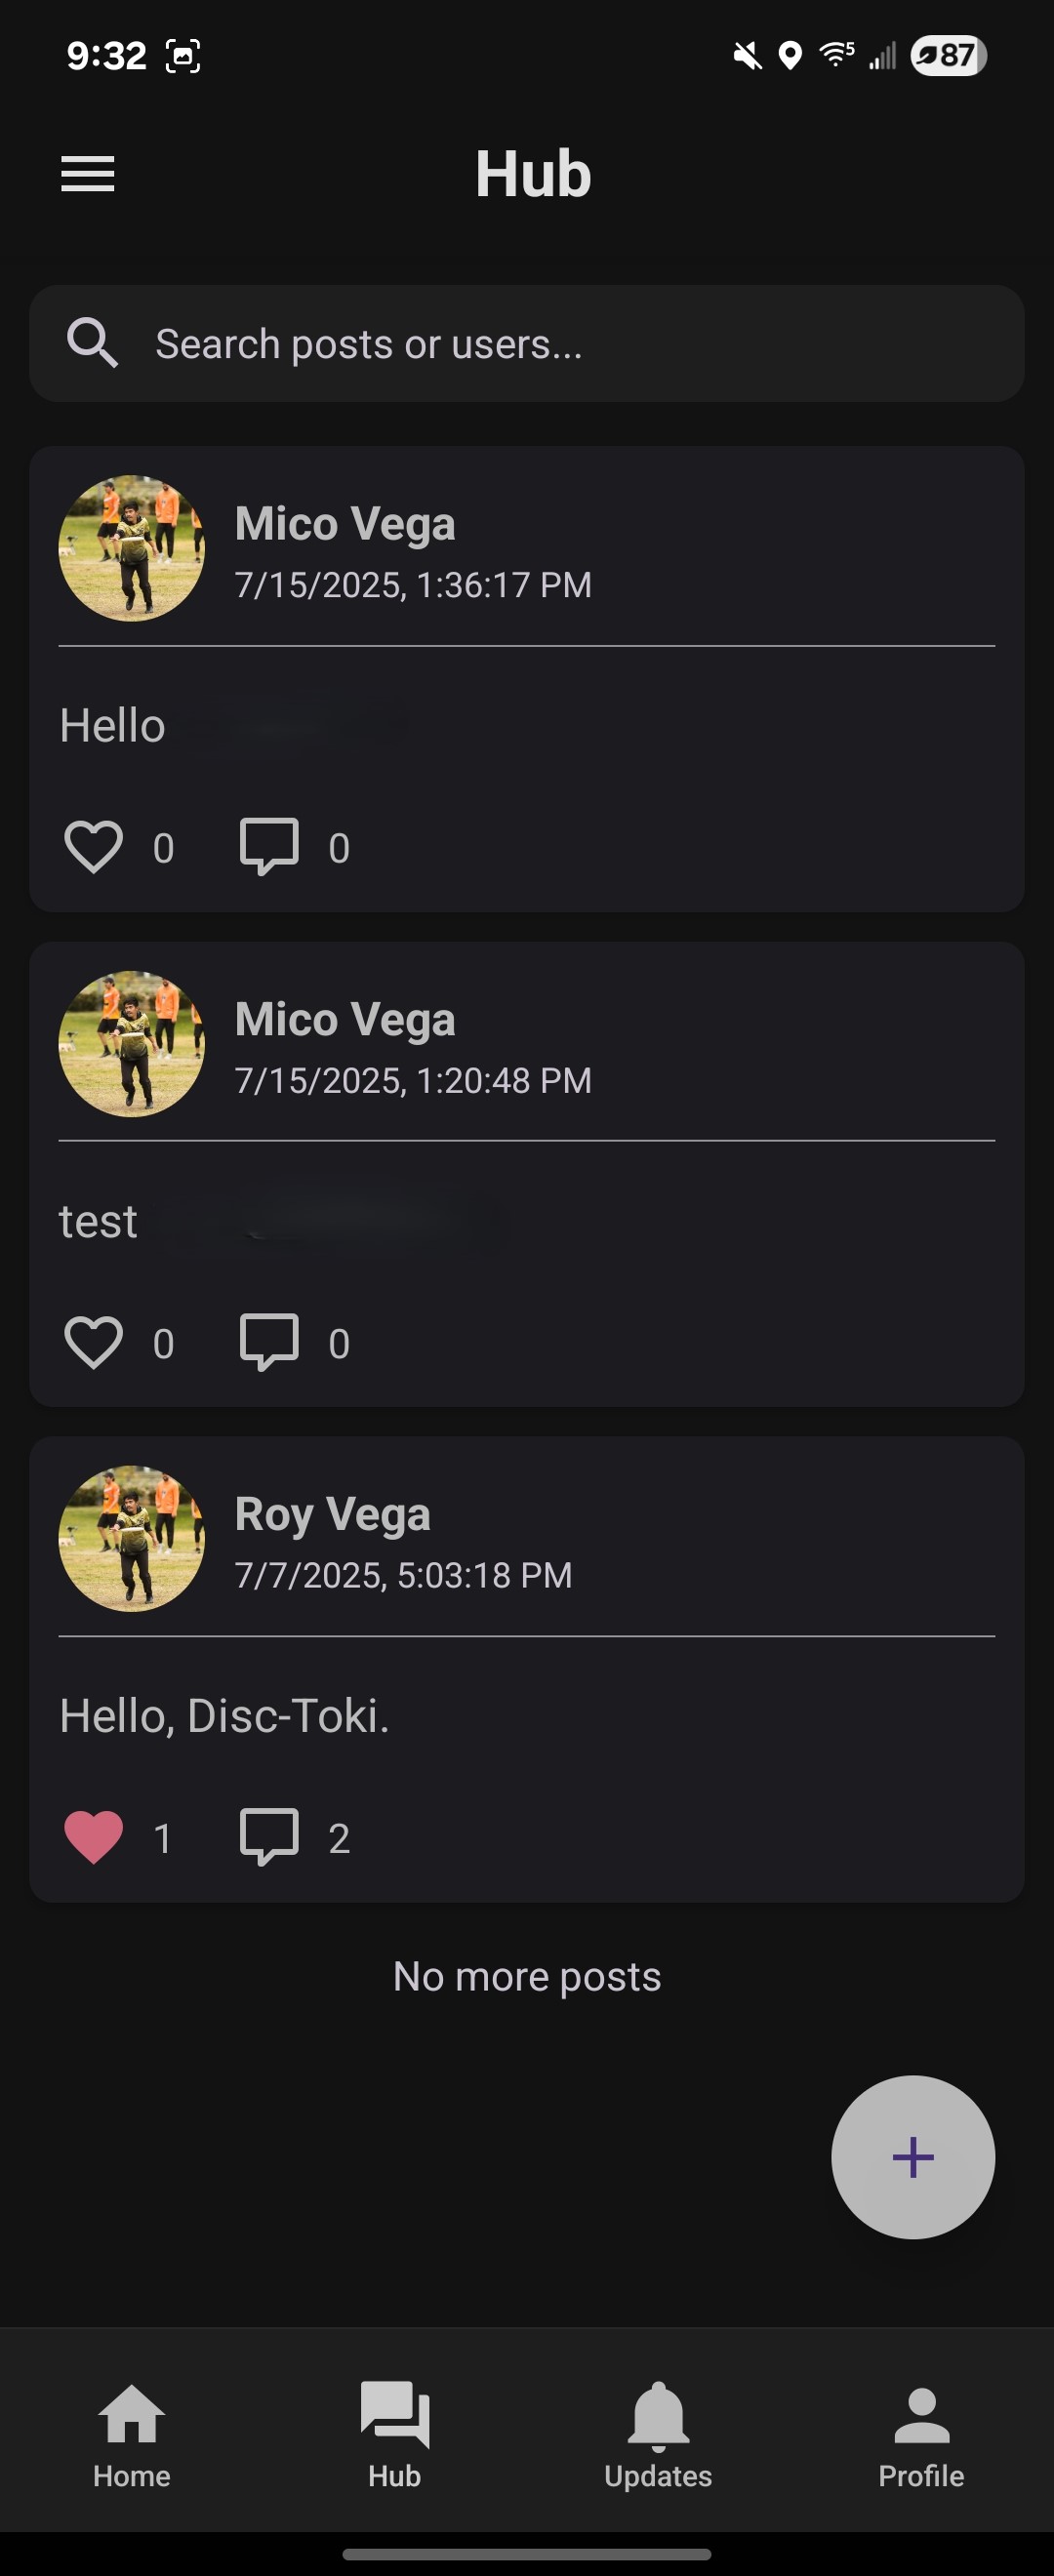 9:32
5
87
Hub
Search posts or users...
Mico Vega
7/15/2025, 1:36:17 PM
Hello
0 0
Mico Vega
7/15/2025, 1:20:48 PM
test
0 0
Roy Vega
7/7/2025, 5:03:18 PM
Hello, Disc-Toki.
1 2
No more posts
Home Hub Updates Profile